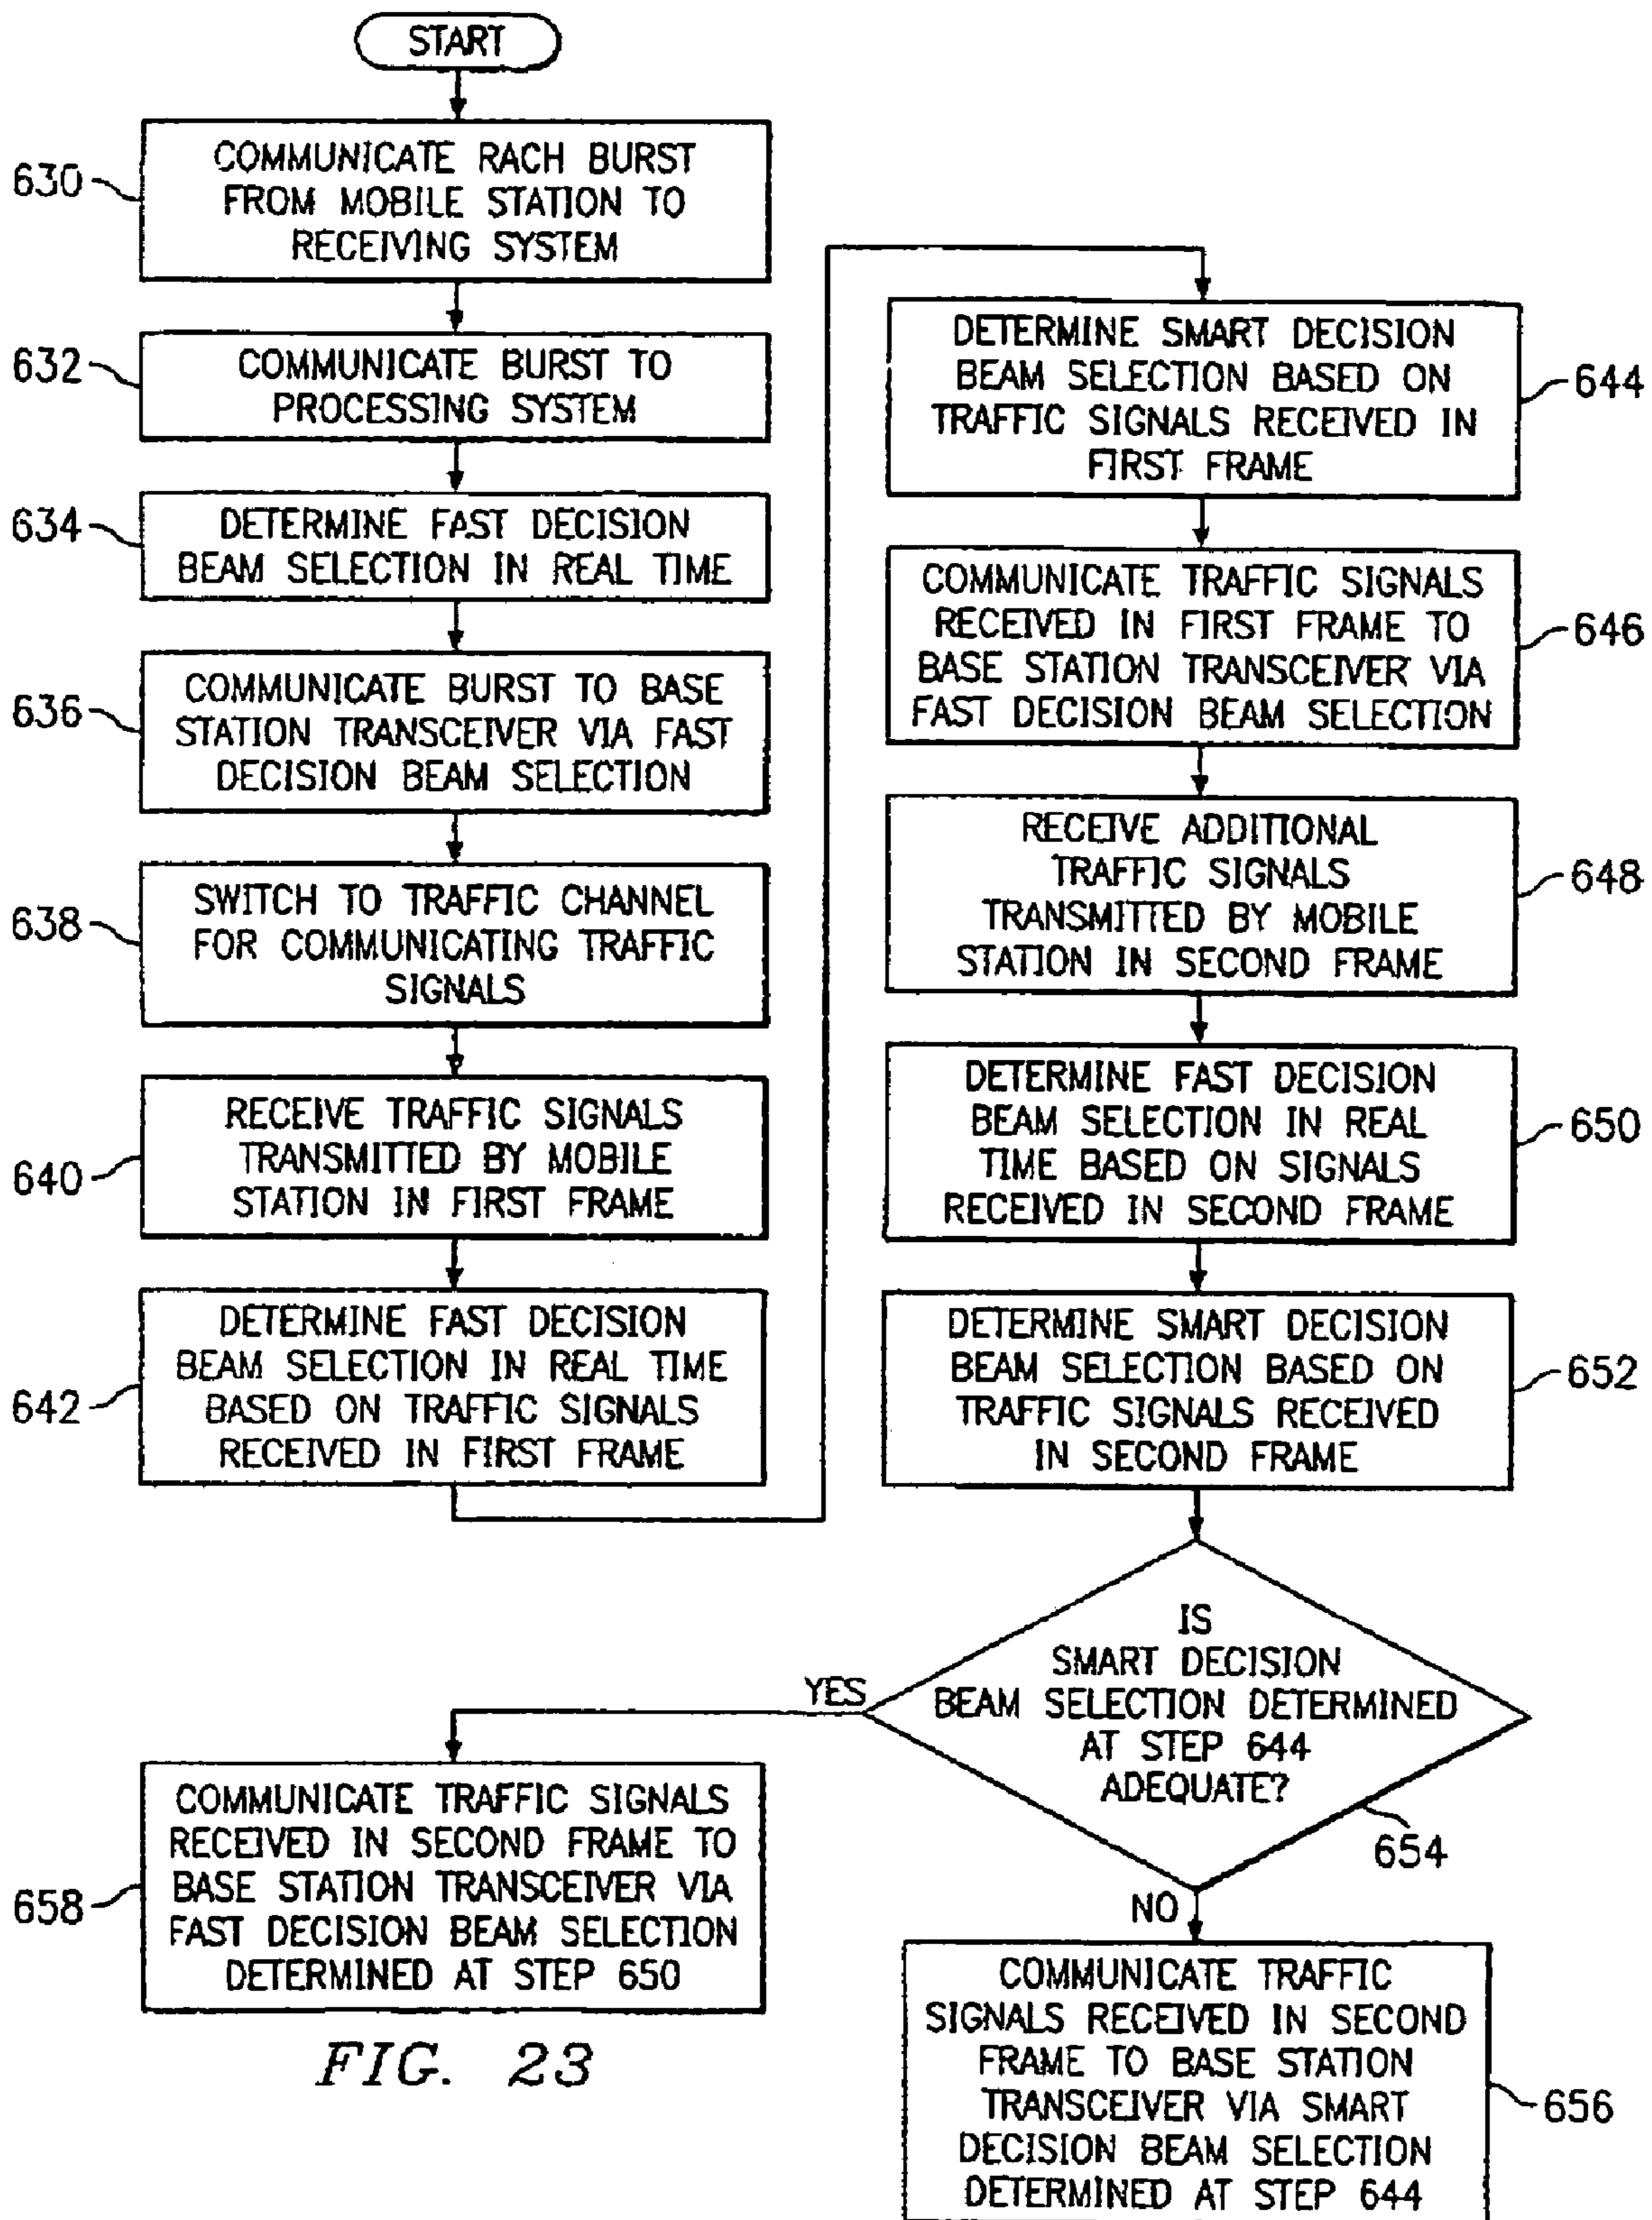 START
630
COMMUNICATE RACH BURST
FROM MOBILE STATION TO
RECEIVING SYSTEM
632
COMMUNICATE BURST TO
PROCESSING SYSTEM
634
DETERMINE FAST DECISION
BEAM SELECTION IN REAL TIME
636
COMMUNICATE BURST TO BASE
STATION TRANSCEIVER VIA FAST
DECISION BEAM SELECTION
638
SWITCH TO TRAFFIC CHANNEL
FOR COMMUNICATING TRAFFIC
SIGNALS
640
RECEIVE TRAFFIC SIGNALS
TRANSMITTED BY MOBILE
STATION IN FIRST FRAME
642
DETERMINE FAST DECISION
BEAM SELECTION IN REAL TIME
BASED ON TRAFFIC SIGNALS
RECEIVED IN FIRST FRAME
DETERMINE SMART DECISION
BEAM SELECTION BASED ON
TRAFFIC SIGNALS RECEIVED IN
FIRST FRAME
644
COMMUNICATE TRAFFIC SIGNALS
RECEIVED IN FIRST FRAME TO
BASE STATION TRANSCEIVER VIA
FAST DECISION BEAM SELECTION
646
RECEIVE ADDITIONAL
TRAFFIC SIGNALS
TRANSMITTED BY MOBILE
STATION IN SECOND FRAME
648
DETERMINE FAST DECISION
BEAM SELECTION IN REAL
TIME BASED ON SIGNALS
RECEIVED IN SECOND FRAME
650
DETERMINE SMART DECISION
BEAM SELECTION BASED ON
TRAFFIC SIGNALS RECEIVED
IN SECOND FRAME
652
IS
SMART DECISION
BEAM SELECTION DETERMINED
AT STEP 644
ADEQUATE?
654
YES
NO
658
COMMUNICATE TRAFFIC SIGNALS
RECEIVED IN SECOND FRAME TO
BASE STATION TRANSCEIVER VIA
FAST DECISION BEAM SELECTION
DETERMINED AT STEP 650
COMMUNICATE TRAFFIC
SIGNALS RECEIVED IN SECOND
FRAME TO BASE STATION
TRANSCEIVER VIA SMART
DECISION BEAM SELECTION
DETERMINED AT STEP 644
656
FIG. 23